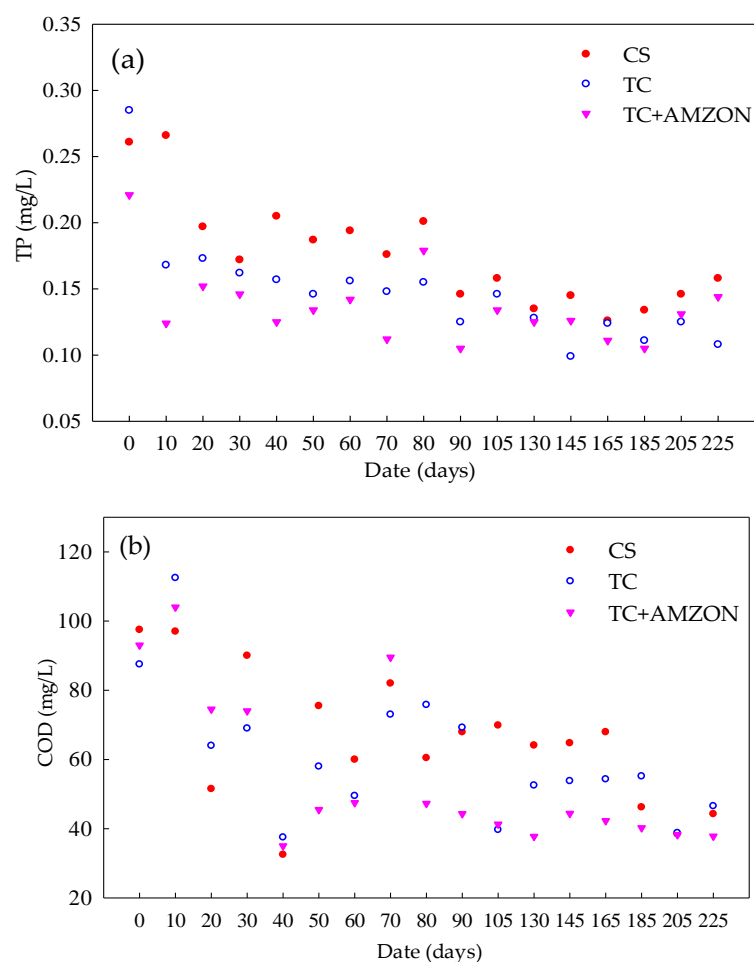 (a)
CS
TC
TC+AMZON
TP (mg/L)
0.35
0.30
0.25
0.20
0.15
0.10
0.05
0 10 20 30 40 50 60 70 80 90 105 130 145 165 185 205 225
Date (days)
(b)
CS
TC
TC+AMZON
COD (mg/L)
120
100
80
60
40
20
0 10 20 30 40 50 60 70 80 90 105 130 145 165 185 205 225
Date (days)